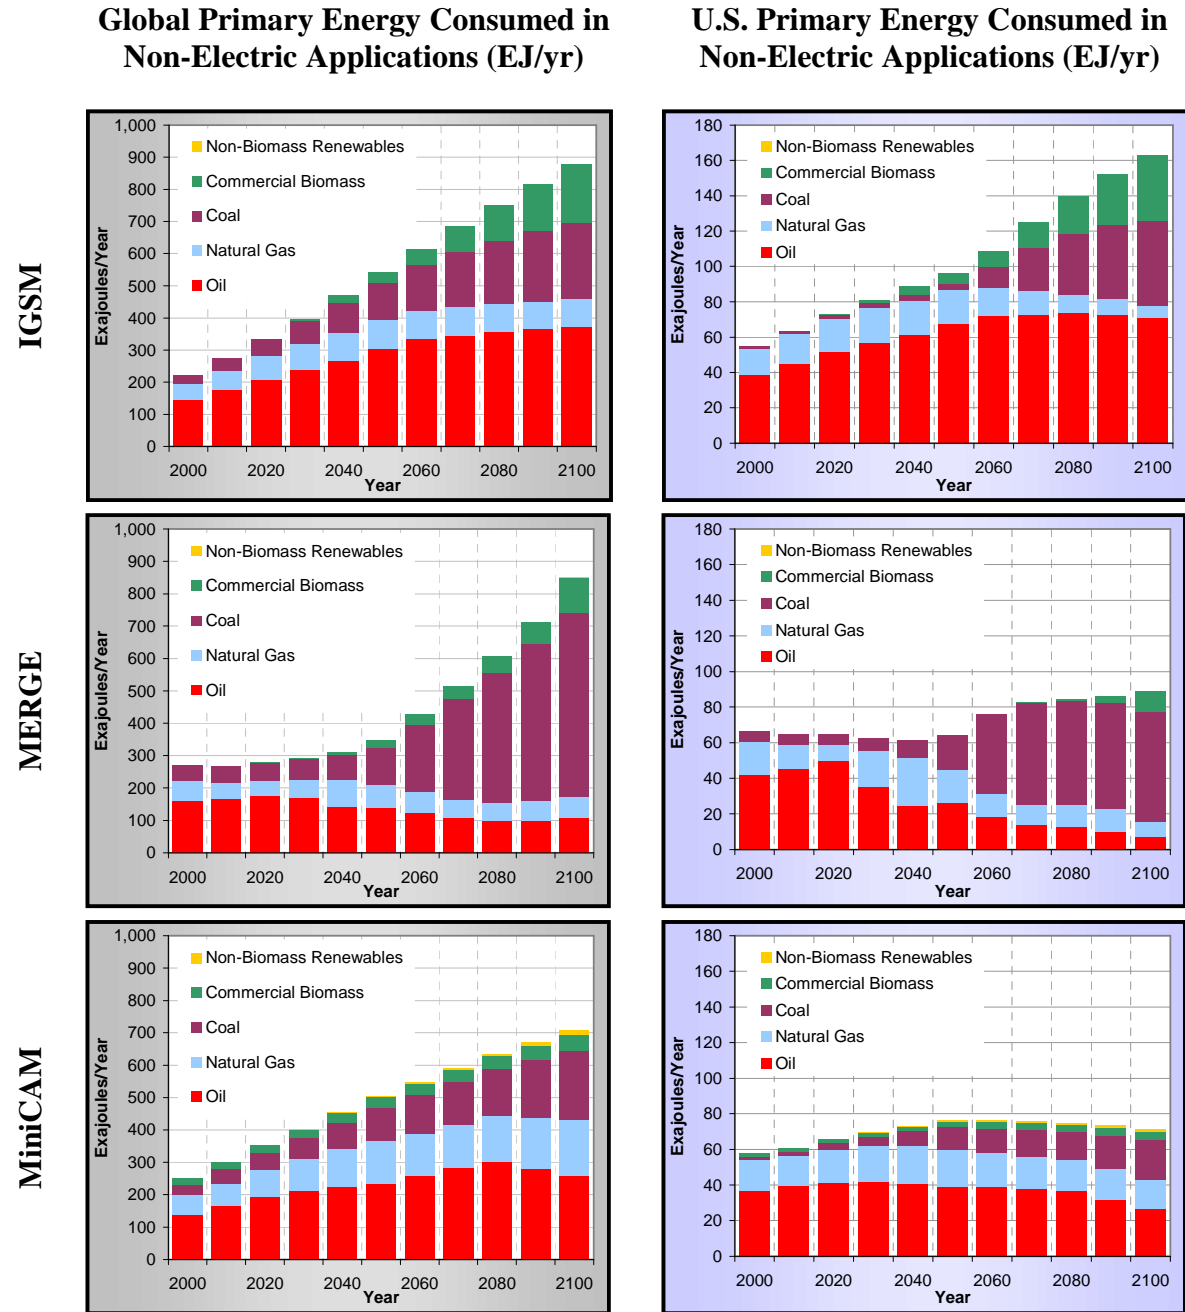 Global Primary Energy Consumed in
Non-Electric Applications (EJ/yr)
U.S. Primary Energy Consumed in
Non-Electric Applications (EJ/yr)
IGSM
1,000
900
800
700
600
500
400
300
200
100
0
Exajoules/Year
Non-Biomass Renewables
Commercial Biomass
Coal
Natural Gas
Oil
2000 2020 2040 2060 2080 2100
Year
180
160
140
120
100
80
60
40
20
0
Exajoules/Year
Non-Biomass Renewables
Commercial Biomass
Coal
Natural Gas
Oil
2000 2020 2040 2060 2080 2100
Year
MERGE
1,000
900
800
700
600
500
400
300
200
100
0
Exajoules/Year
Non-Biomass Renewables
Commercial Biomass
Coal
Natural Gas
Oil
2000 2020 2040 2060 2080 2100
Year
180
160
140
120
100
80
60
40
20
0
Exajoules/Year
Non-Biomass Renewables
Commercial Biomass
Coal
Natural Gas
Oil
2000 2020 2040 2060 2080 2100
Year
MiniCAM
1,000
900
800
700
600
500
400
300
200
100
0
Exajoules/Year
Non-Biomass Renewables
Commercial Biomass
Coal
Natural Gas
Oil
2000 2020 2040 2060 2080 2100
Year
180
160
140
120
100
80
60
40
20
0
Exajoules/Year
Non-Biomass Renewables
Commercial Biomass
Coal
Natural Gas
Oil
2000 2020 2040 2060 2080 2100
Year